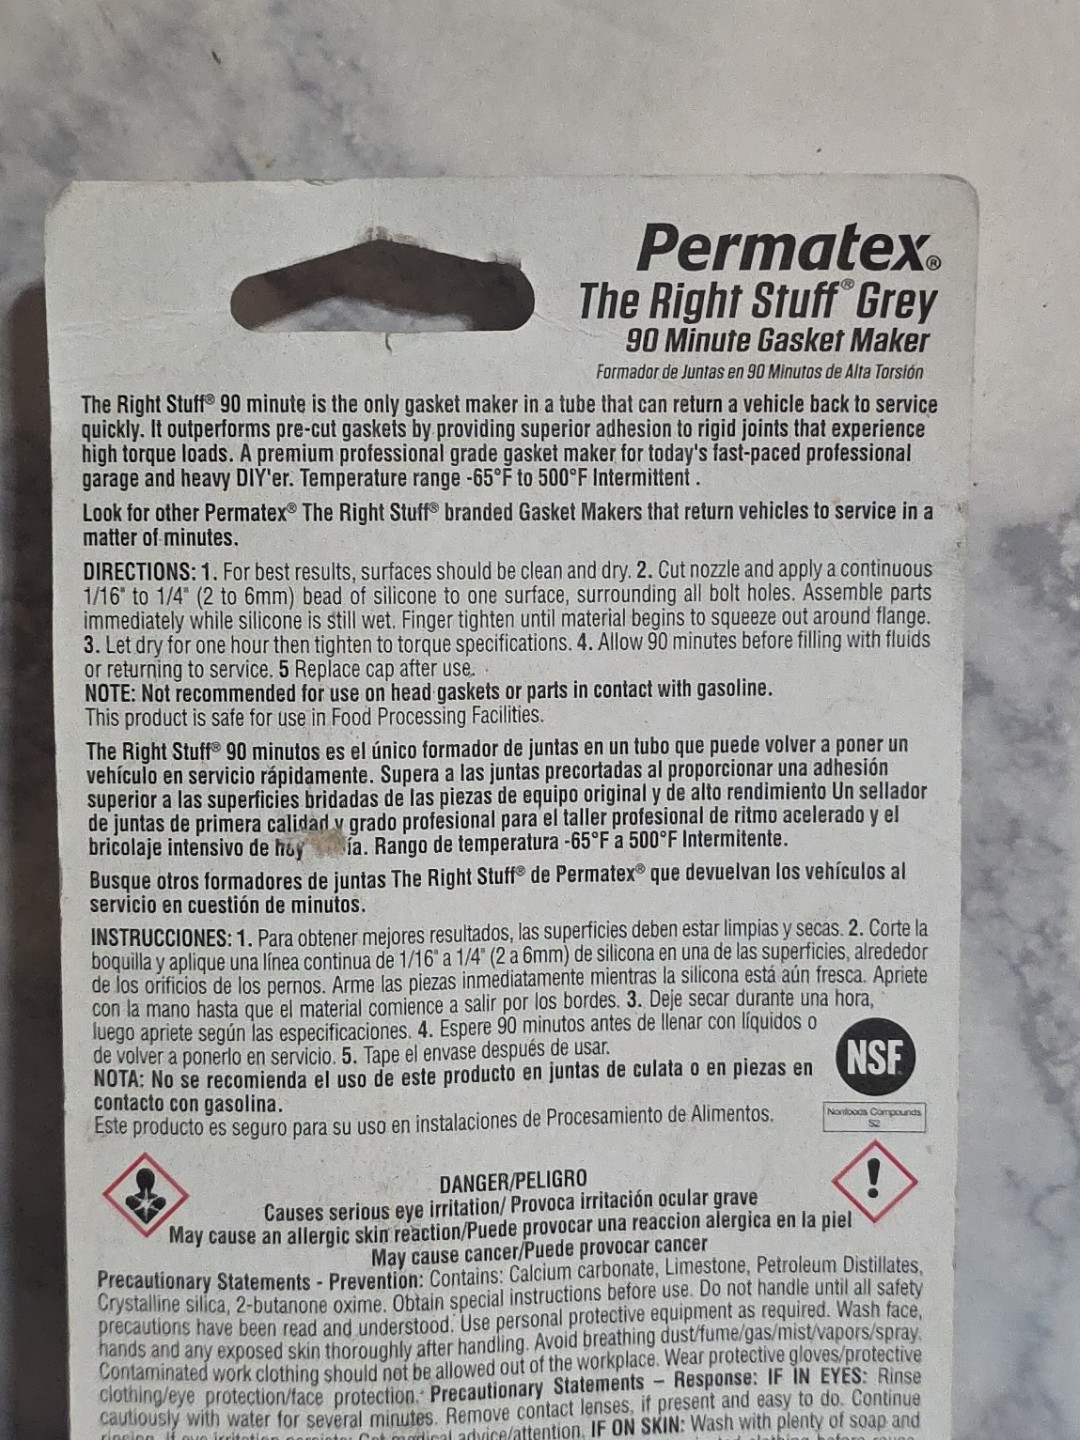 Permatex®
The Right Stuff® Grey
90 Minute Gasket Maker
Formador de Juntas en 90 Minutos de Alta Torsión
The Right Stuff® 90 minute is the only gasket maker in a tube that can return a vehicle back to service
quickly. It outperforms pre-cut gaskets by providing superior adhesion to rigid joints that experience
high torque loads. A premium professional grade gasket maker for today's fast-paced professional
garage and heavy DIY'er. Temperature range -65°F to 500°F Intermittent .
Look for other Permatex® The Right Stuff® branded Gasket Makers that return vehicles to service in a
matter of minutes.
DIRECTIONS: 1. For best results, surfaces should be clean and dry. 2. Cut nozzle and apply a continuous
1/16" to 1/4" (2 to 6mm) bead of silicone to one surface, surrounding all bolt holes. Assemble parts
immediately while silicone is still wet. Finger tighten until material begins to squeeze out around flange.
3. Let dry for one hour then tighten to torque specifications. 4. Allow 90 minutes before filling with fluids
or returning to service. 5 Replace cap after use.
NOTE: Not recommended for use on head gaskets or parts in contact with gasoline.
This product is safe for use in Food Processing Facilities.
The Right Stuff® 90 minutos es el único formador de juntas en un tubo que puede volver a poner un
vehículo en servicio rápidamente. Supera a las juntas precortadas al proporcionar una adhesión
superior a las superficies bridadas de las piezas de equipo original y de alto rendimiento Un sellador
de juntas de primera calidad y grado profesional para el taller profesional de ritmo acelerado y el
bricolaje intensivo de hoy ía. Rango de temperatura -65°F a 500°F Intermitente.
Busque otros formadores de juntas The Right Stuff® de Permatex® que devuelvan los vehículos al
servicio en cuestión de minutos.
INSTRUCCIONES: 1. Para obtener mejores resultados, las superficies deben estar limpias y secas. 2. Corte la
boquilla y aplique una línea continua de 1/16" a 1/4" (2 a 6mm) de silicona en una de las superficies, alrededor
de los orificios de los pernos. Arme las piezas inmediatamente mientras la silicona está aún fresca. Apriete
con la mano hasta que el material comience a salir por los bordes. 3. Deje secar durante una hora,
luego apriete según las especificaciones. 4. Espere 90 minutos antes de llenar con líquidos o
de volver a ponerlo en servicio. 5. Tape el envase después de usar.
NOTA: No se recomienda el uso de este producto en juntas de culata o en piezas en
contacto con gasolina.
Este producto es seguro para su uso en instalaciones de Procesamiento de Alimentos.
NSF
Nonfoods Compounds
S2
DANGER/PELIGRO
Causes serious eye irritation/ Provoca irritación ocular grave
May cause an allergic skin reaction/Puede provocar una reaccion alergica en la piel
May cause cancer/Puede provocar cancer
Precautionary Statements - Prevention: Contains: Calcium carbonate, Limestone, Petroleum Distillates,
Crystalline silica, 2-butanone oxime. Obtain special instructions before use. Do not handle until all safety
precautions have been read and understood. Use personal protective equipment as required. Wash face,
hands and any exposed skin thoroughly after handling. Avoid breathing dust/fume/gas/mist/vapors/spray.
Contaminated work clothing should not be allowed out of the workplace. Wear protective gloves/protective
clothing/eye protection/face protection. Precautionary Statements – Response: IF IN EYES: Rinse
cautiously with water for several minutes. Remove contact lenses, if present and easy to do. Continue
medical advice/attention. IF ON SKIN: Wash with plenty of soap and